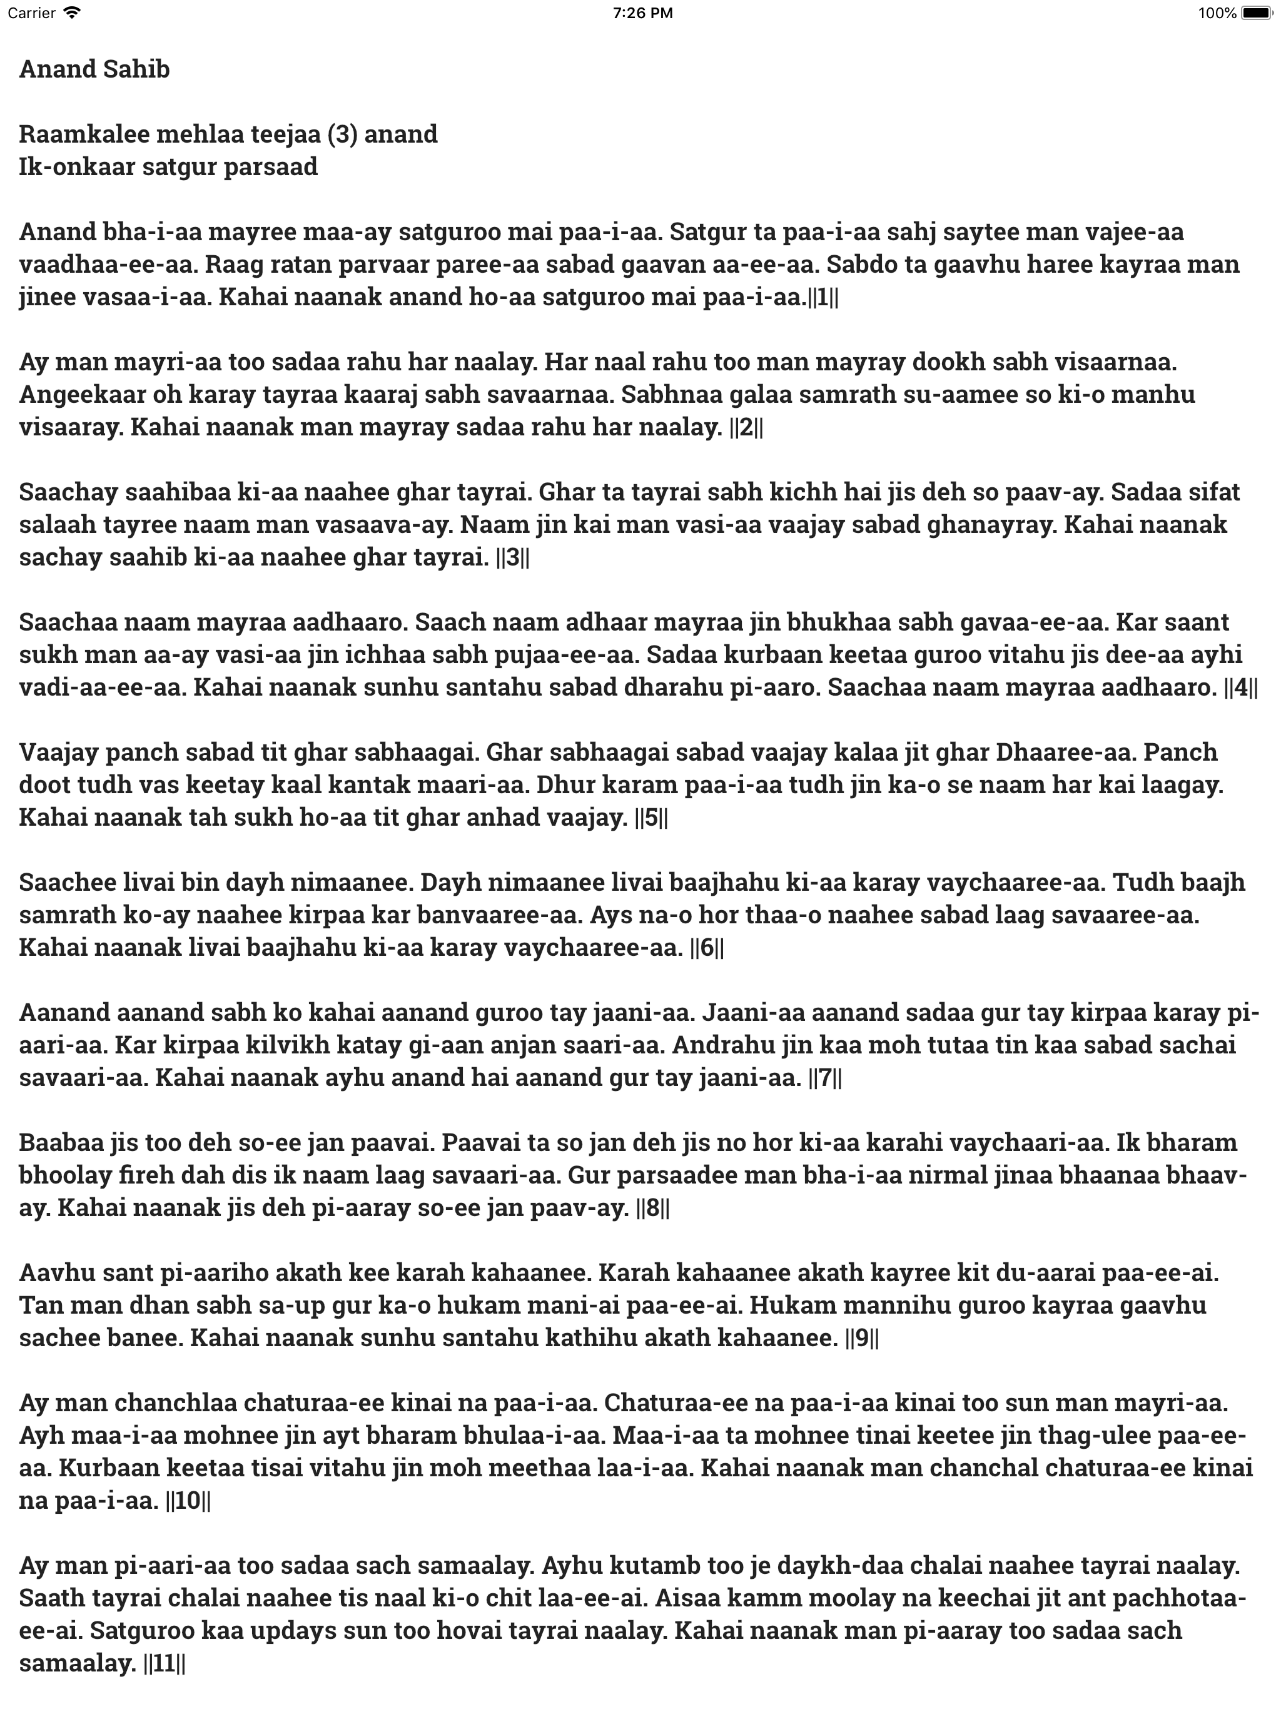 Carrier
7:26 PM
100%
Anand Sahib
Raamkalee mehlaa teejaa (3) anand
Ik-onkaar satgur parsaad
Anand bha-i-aa mayree maa-ay satguroo mai paa-i-aa. Satgur ta paa-i-aa sahj saytee man vajee-aa
vaadhaa-ee-aa. Raag ratan parvaar paree-aa sabad gaavan aa-ee-aa. Sabdo ta gaavhu haree kayraa man
jinee vasaa-i-aa. Kahai naanak anand ho-aa satguroo mai paa-i-aa.||1||
Ay man mayri-aa too sadaa rahu har naalay. Har naal rahu too man mayray dookh sabh visaarnaa.
Angeekaar oh karay tayraa kaaraj sabh savaarnaa. Sabhnaa galaa samrath su-aamee so ki-o manhu
visaaray. Kahai naanak man mayray sadaa rahu har naalay. ||2||
Saachay saahibaa ki-aa naahee ghar tayrai. Ghar ta tayrai sabh kichh hai jis deh so paav-ay. Sadaa sifat
salaah tayree naam man vasaava-ay. Naam jin kai man vasi-aa vaajay sabad ghanayray. Kahai naanak
sachay saahib ki-aa naahee ghar tayrai. ||3||
Saachaa naam mayraa aadhaaro. Saach naam adhaar mayraa jin bhukhaa sabh gavaa-ee-aa. Kar saant
sukh man aa-ay vasi-aa jin ichhaa sabh pujaa-ee-aa. Sadaa kurbaan keetaa guroo vitahu jis dee-aa ayhi
vadi-aa-ee-aa. Kahai naanak sunhu santahu sabad dharahu pi-aaro. Saachaa naam mayraa aadhaaro. ||4||
Vaajay panch sabad tit ghar sabhaagai. Ghar sabhaagai sabad vaajay kalaa jit ghar Dhaaree-aa. Panch
doot tudh vas keetay kaal kantak maari-aa. Dhur karam paa-i-aa tudh jin ka-o se naam har kai laagay.
Kahai naanak tah sukh ho-aa tit ghar anhad vaajay. ||5||
Saachee livai bin dayh nimaanee. Dayh nimaanee livai baajhahu ki-aa karay vaychaaree-aa. Tudh baajh
samrath ko-ay naahee kirpaa kar banvaaree-aa. Ays na-o hor thaa-o naahee sabad laag savaaree-aa.
Kahai naanak livai baajhahu ki-aa karay vaychaaree-aa. ||6||
Aanand aanand sabh ko kahai aanand guroo tay jaani-aa. Jaani-aa aanand sadaa gur tay kirpaa karay pi-
aari-aa. Kar kirpaa kilvikh katay gi-aan anjan saari-aa. Andrahu jin kaa moh tutaa tin kaa sabad sachai
savaari-aa. Kahai naanak ayhu anand hai aanand gur tay jaani-aa. ||7||
Baabaa jis too deh so-ee jan paavai. Paavai ta so jan deh jis no hor ki-aa karahi vaychaari-aa. Ik bharam
bhoolay fireh dah dis ik naam laag savaari-aa. Gur parsaadee man bha-i-aa nirmal jinaa bhaanaa bhaav-
ay. Kahai naanak jis deh pi-aaray so-ee jan paav-ay. ||8||
Aavhu sant pi-aariho akath kee karah kahaanee. Karah kahaanee akath kayree kit du-aarai paa-ee-ai.
Tan man dhan sabh sa-up gur ka-o hukam mani-ai paa-ee-ai. Hukam mannihu guroo kayraa gaavhu
sachee banee. Kahai naanak sunhu santahu kathihu akath kahaanee. ||9||
Ay man chanchlaa chaturaa-ee kinai na paa-i-aa. Chaturaa-ee na paa-i-aa kinai too sun man mayri-aa.
Ayh maa-i-aa mohnee jin ayt bharam bhulaa-i-aa. Maa-i-aa ta mohnee tinai keetee jin thag-ulee paa-ee-
aa. Kurbaan keetaa tisai vitahu jin moh meethaa laa-i-aa. Kahai naanak man chanchal chaturaa-ee kinai
na paa-i-aa. ||10||
Ay man pi-aari-aa too sadaa sach samaalay. Ayhu kutamb too je daykh-daa chalai naahee tayrai naalay.
Saath tayrai chalai naahee tis naal ki-o chit laa-ee-ai. Aisaa kamm moolay na keechai jit ant pachhotaa-
ee-ai. Satguroo kaa updays sun too hovai tayrai naalay. Kahai naanak man pi-aaray too sadaa sach
samaalay. ||11||